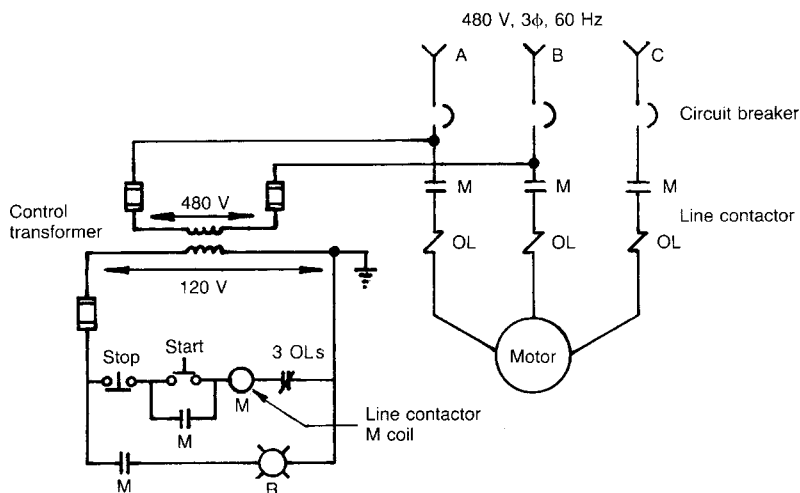 480 V, 3ϕ, 60 Hz
A
B
C
Circuit breaker
M
M
M
480 V
Control
transformer
Line contactor
OL
OL
OL
120 V
Motor
Stop
Start
3 OLs
M
M
Line contactor
M coil
M
R